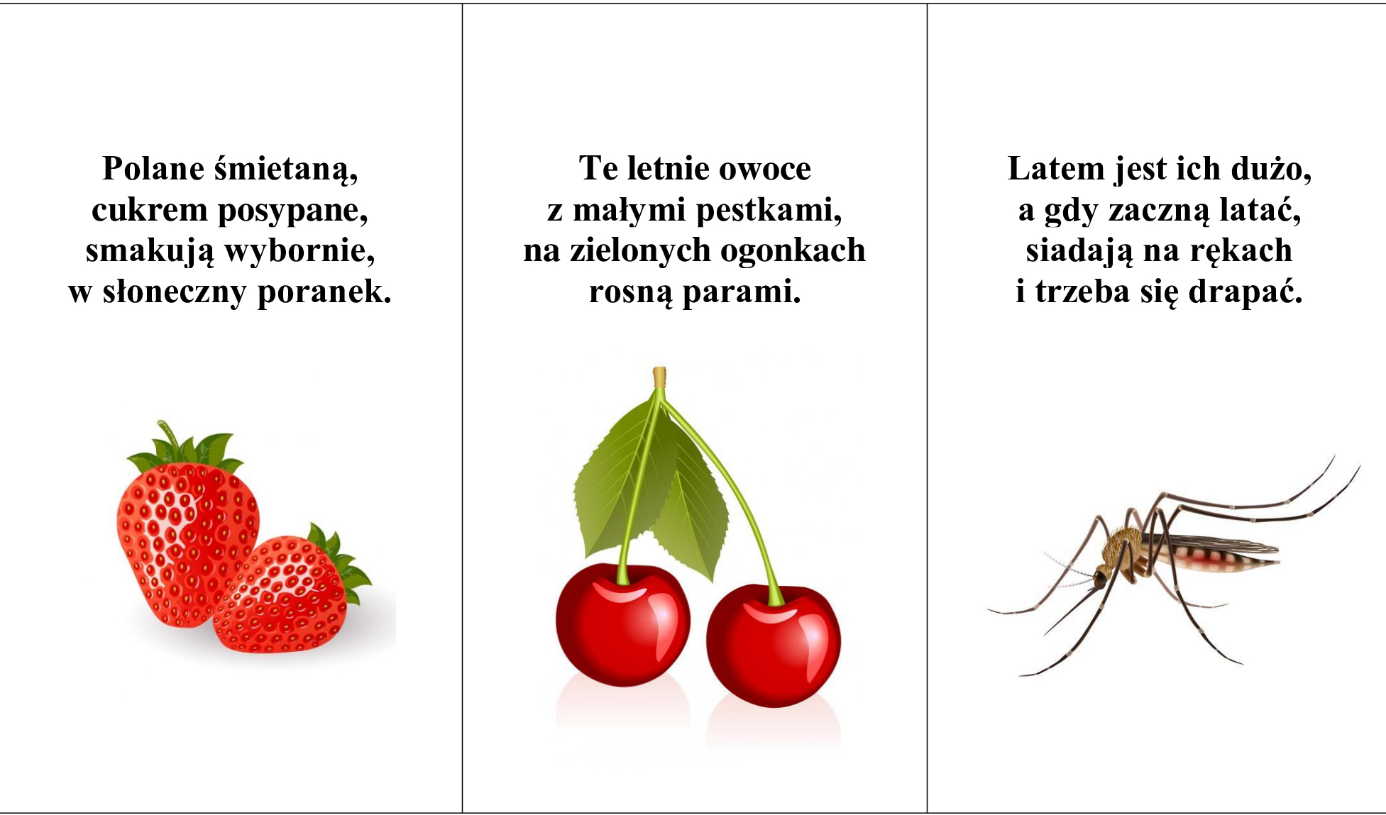 Polane śmietaną,
cukrem posypane,
smakują wybornie,
w słoneczny poranek.
Te letnie owoce
z małymi pestkami,
na zielonych ogonkach
rosną parami.
Latem jest ich dużo,
a gdy zaczną latać,
siadają na rękach
i trzeba się drapać.